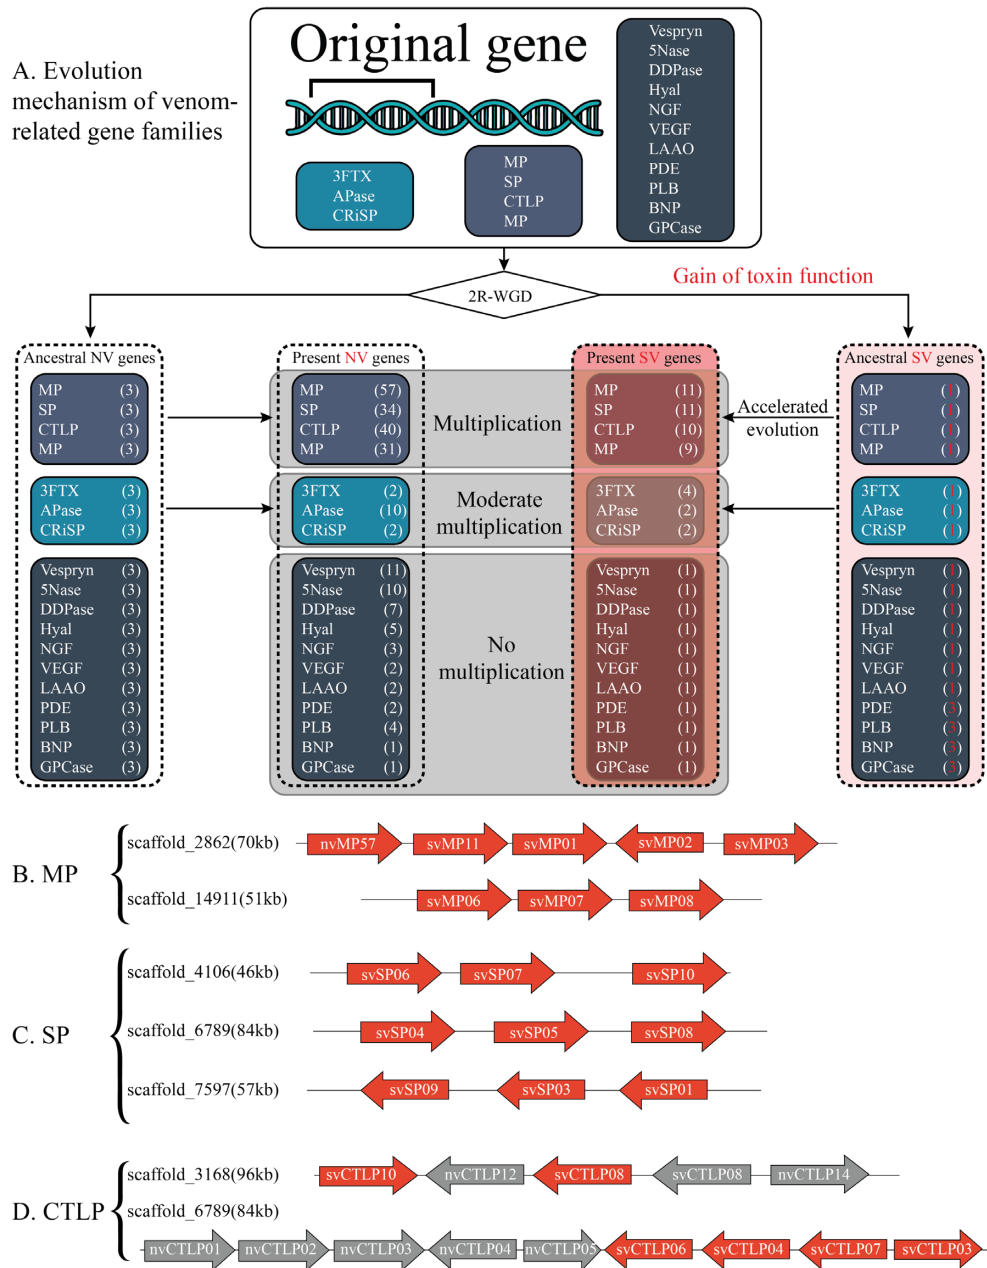 Original gene
A. Evolution
mechanism of venom-
related gene families
3FTX
APase
CRiSP
MP
SP
CTLP
MP
Vespryn
5Nase
DDPase
Hyal
NGF
VEGF
LAAO
PDE
PLB
BNP
GPCase
2R-WGD
Gain of toxin function
Ancestral NV genes
MP (3)
SP (3)
CTLP (3)
MP (3)
3FTX (3)
APase (3)
CRiSP (3)
Vespryn (3)
5Nase (3)
DDPase (3)
Hyal (3)
NGF (3)
VEGF (3)
LAAO (3)
PDE (3)
PLB (3)
BNP (3)
GPCase (3)
Present NV genes
MP (57)
SP (34)
CTLP (40)
MP (31)
3FTX (2)
APase (10)
CRiSP (2)
Vespryn (11)
5Nase (10)
DDPase (7)
Hyal (5)
NGF (3)
VEGF (2)
LAAO (2)
PDE (2)
PLB (4)
BNP (1)
GPCase (1)
Multiplication
Moderate
multiplication
No
multiplication
Present SV genes
MP (11)
SP (11)
CTLP (10)
MP (9)
3FTX (4)
APase (2)
CRiSP (2)
Vespryn (1)
5Nase (1)
DDPase (1)
Hyal (1)
NGF (1)
VEGF (1)
LAAO (1)
PDE (1)
PLB (1)
BNP (1)
GPCase (1)
Accelerated
evolution
Ancestral SV genes
MP (1)
SP (1)
CTLP (1)
MP (1)
3FTX (1)
APase (1)
CRiSP (1)
Vespryn (1)
5Nase (1)
DDPase (1)
Hyal (1)
NGF (1)
VEGF (1)
LAAO (1)
PDE (3)
PLB (3)
BNP (3)
GPCase (3)
B. MP
scaffold_2862(70kb) nvMP57 svMP11 svMP01 svMP02 svMP03
scaffold_14911(51kb) svMP06 svMP07 svMP08
C. SP
scaffold_4106(46kb) svSP06 svSP07 svSP10
scaffold_6789(84kb) svSP04 svSP05 svSP08
scaffold_7597(57kb) svSP09 svSP03 svSP01
D. CTLP
scaffold_3168(96kb) svCTLP10 nvCTLP12 svCTLP08 svCTLP08 nvCTLP14
scaffold_6789(84kb)
nvCTLP01 nvCTLP02 nvCTLP03 nvCTLP04 nvCTLP05 svCTLP06 svCTLP04 svCTLP07 svCTLP03